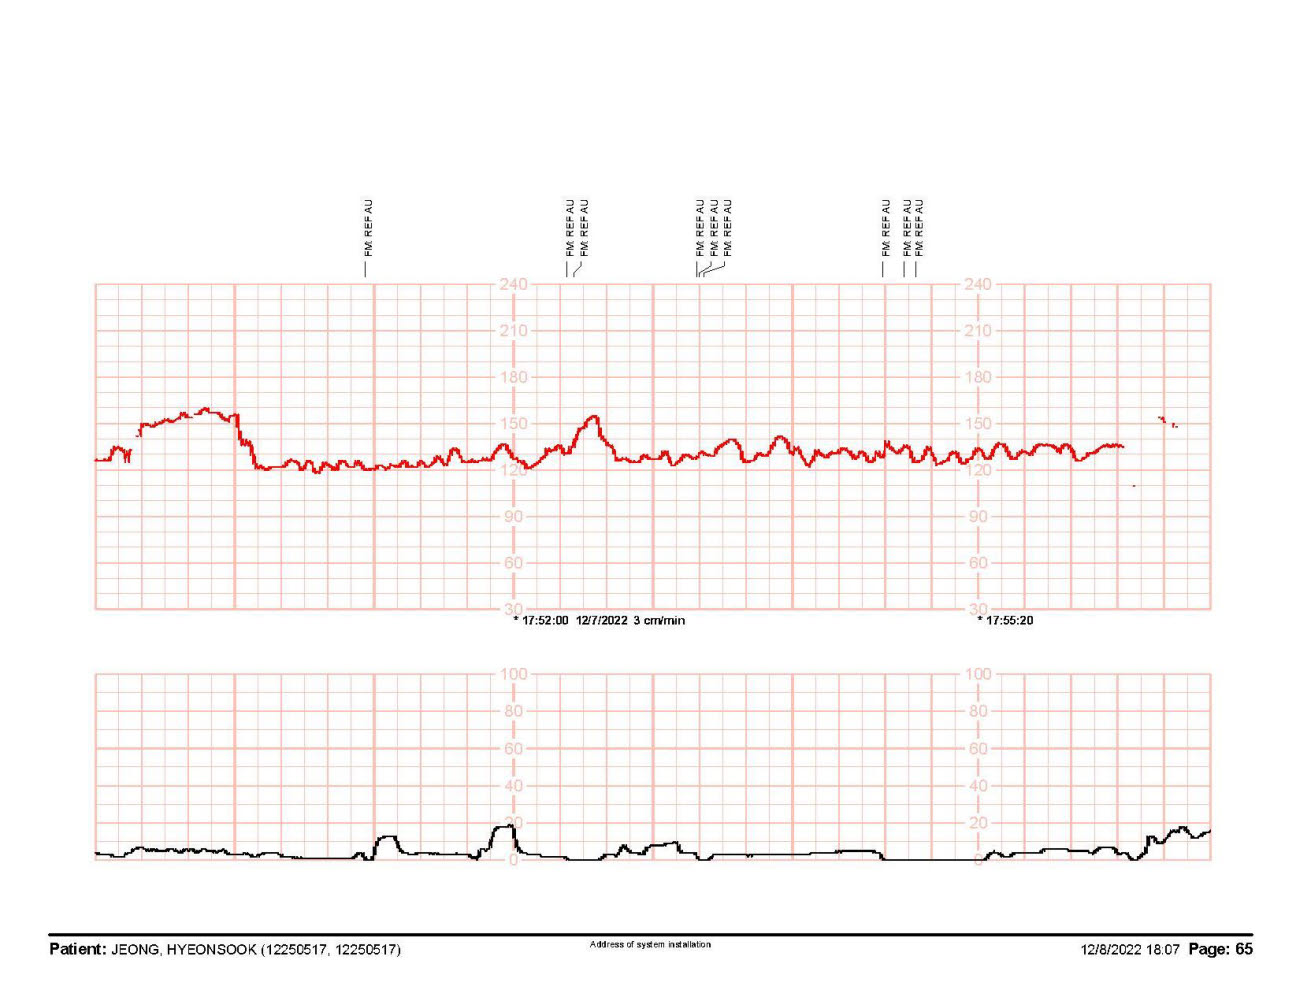 FM: REF AU
FM: REF AU
FM: REF AU
FM: REF AU
FM: REF AU
FM: REF AU
FM: REF AU
FM: REF AU
FM: REF AU
240 240
210 210
180 180
150 150
120 120
90 90
60 60
30 30
* 17:52:00 12/7/2022 3 cm/min * 17:55:20
100 100
80 80
60 60
40 40
20 20
0 0
Patient: JEONG, HYEONSOOK (12250517, 12250517) Address of system installation 12/8/2022 18:07 Page: 65